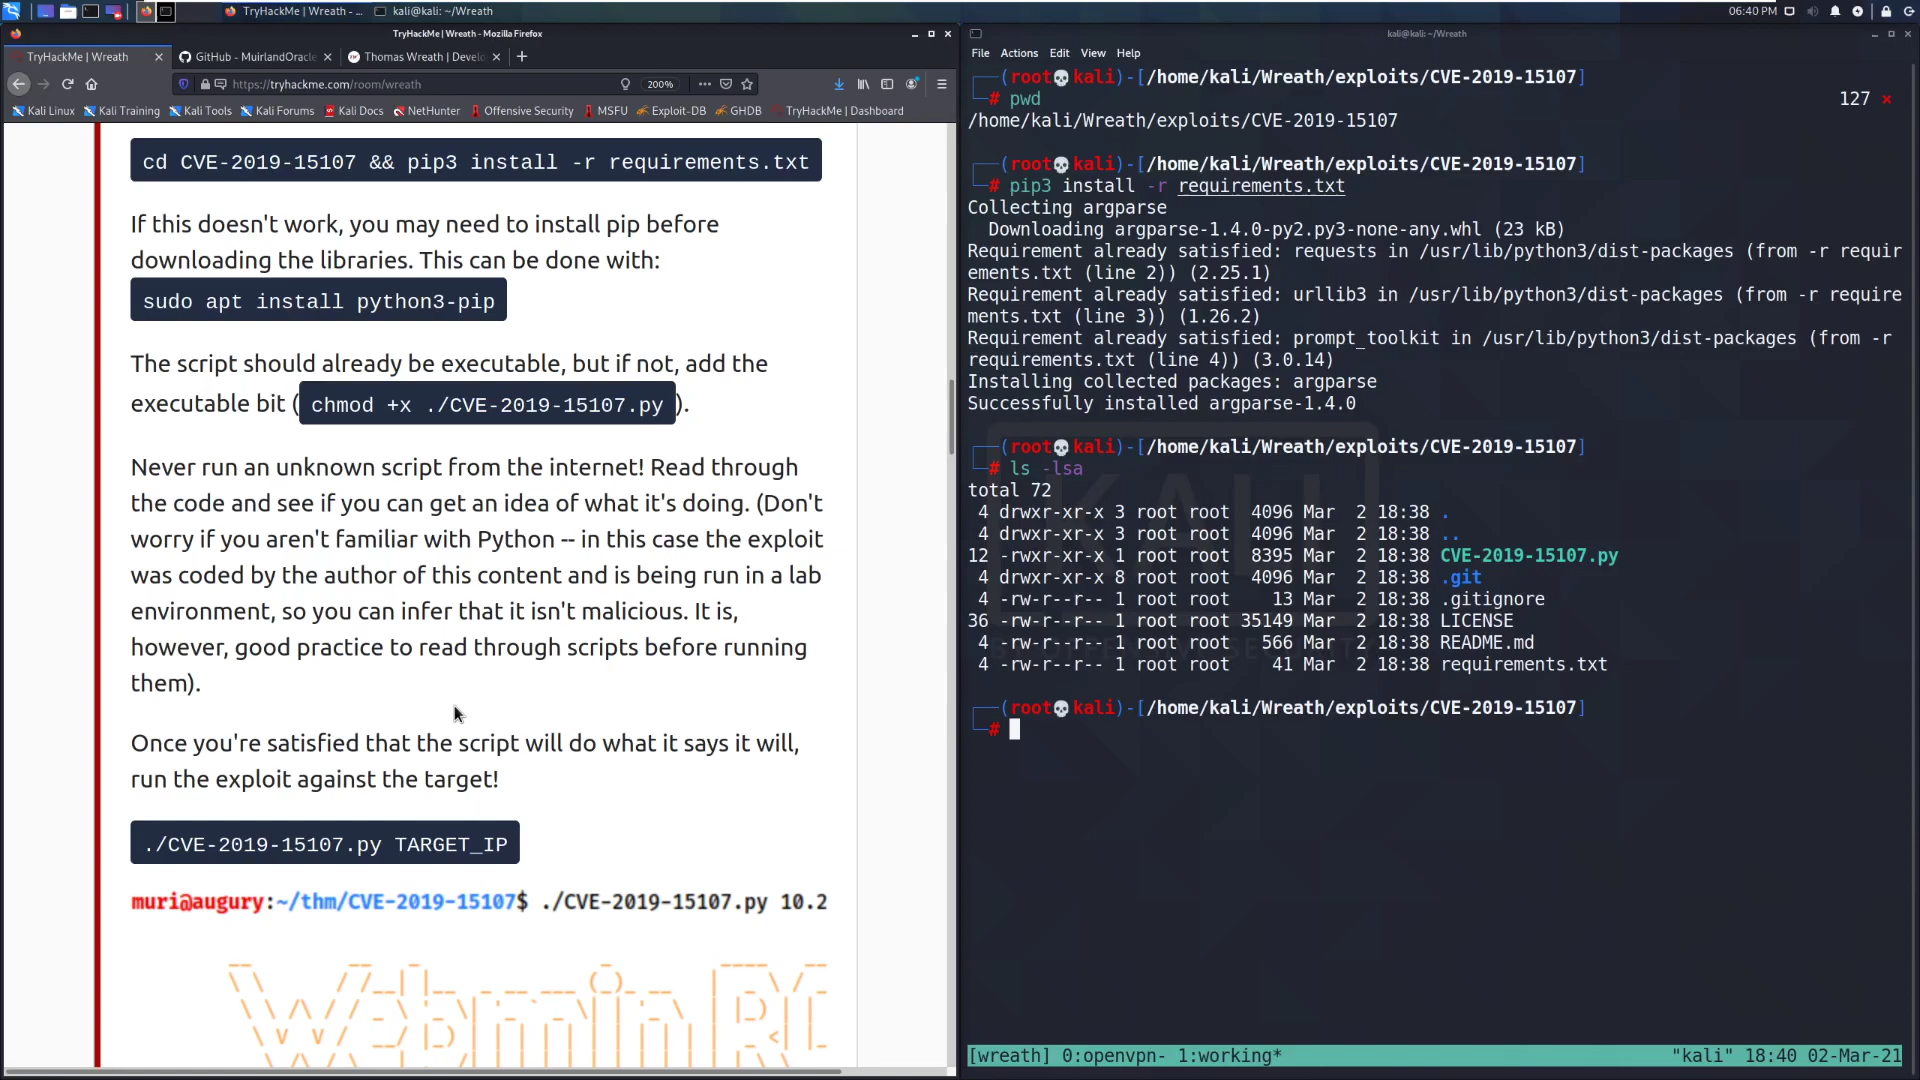 TryHackMe | Wreath - ...
kali@kali: ~/Wreath
06:40 PM
TryHackMe | Wreath - Mozilla Firefox
TryHackMe | Wreath
GitHub - MuirlandOracle
Thomas Wreath | Develo
https://tryhackme.com/room/wreath
200%
Kali Linux
Kali Training
Kali Tools
Kali Forums
Kali Docs
NetHunter
Offensive Security
MSFU
Exploit-DB
GHDB
TryHackMe | Dashboard
cd CVE-2019-15107 && pip3 install -r requirements.txt
If this doesn't work, you may need to install pip before
downloading the libraries. This can be done with:
sudo apt install python3-pip
The script should already be executable, but if not, add the
executable bit ( chmod +x ./CVE-2019-15107.py ).
Never run an unknown script from the internet! Read through
the code and see if you can get an idea of what it's doing. (Don't
worry if you aren't familiar with Python -- in this case the exploit
was coded by the author of this content and is being run in a lab
environment, so you can infer that it isn't malicious. It is,
however, good practice to read through scripts before running
them).
Once you're satisfied that the script will do what it says it will,
run the exploit against the target!
./CVE-2019-15107.py TARGET_IP
muri@augury:~/thm/CVE-2019-15107$ ./CVE-2019-15107.py 10.2
Webmin RC
kali@kali: ~/Wreath
File Actions Edit View Help
(root💀kali)-[/home/kali/Wreath/exploits/CVE-2019-15107]
# pwd 127 ×
/home/kali/Wreath/exploits/CVE-2019-15107
(root💀kali)-[/home/kali/Wreath/exploits/CVE-2019-15107]
# pip3 install -r requirements.txt
Collecting argparse
Downloading argparse-1.4.0-py2.py3-none-any.whl (23 kB)
Requirement already satisfied: requests in /usr/lib/python3/dist-packages (from -r requir
ements.txt (line 2)) (2.25.1)
Requirement already satisfied: urllib3 in /usr/lib/python3/dist-packages (from -r require
ments.txt (line 3)) (1.26.2)
Requirement already satisfied: prompt_toolkit in /usr/lib/python3/dist-packages (from -r
requirements.txt (line 4)) (3.0.14)
Installing collected packages: argparse
Successfully installed argparse-1.4.0
(root💀kali)-[/home/kali/Wreath/exploits/CVE-2019-15107]
# ls -lsa
total 72
4 drwxr-xr-x 3 root root 4096 Mar 2 18:38 .
4 drwxr-xr-x 3 root root 4096 Mar 2 18:38 ..
12 -rwxr-xr-x 1 root root 8395 Mar 2 18:38 CVE-2019-15107.py
4 drwxr-xr-x 8 root root 4096 Mar 2 18:38 .git
4 -rw-r--r-- 1 root root 13 Mar 2 18:38 .gitignore
36 -rw-r--r-- 1 root root 35149 Mar 2 18:38 LICENSE
4 -rw-r--r-- 1 root root 566 Mar 2 18:38 README.md
4 -rw-r--r-- 1 root root 41 Mar 2 18:38 requirements.txt
(root💀kali)-[/home/kali/Wreath/exploits/CVE-2019-15107]
#
KALI
BY OFFENSIVE SECURITY
[wreath] 0:openvpn- 1:working* "kali" 18:40 02-Mar-21